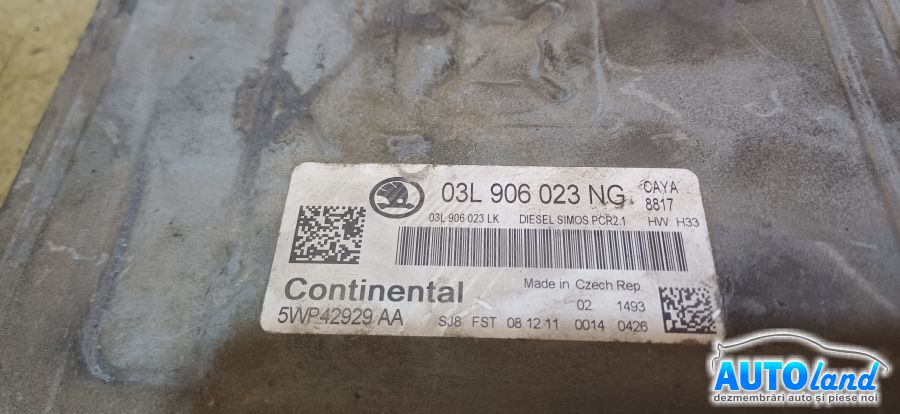 03L 906 023 NG CAYA
8817
03L 906 023 LK DIESEL SIMOS PCR2.1 HW: H33
Continental Made in Czech Rep.
02 1493
5WP42929 AA SJ8 FST 08.12.11 0014 0426
AUTOland
dezmembrări auto și piese noi